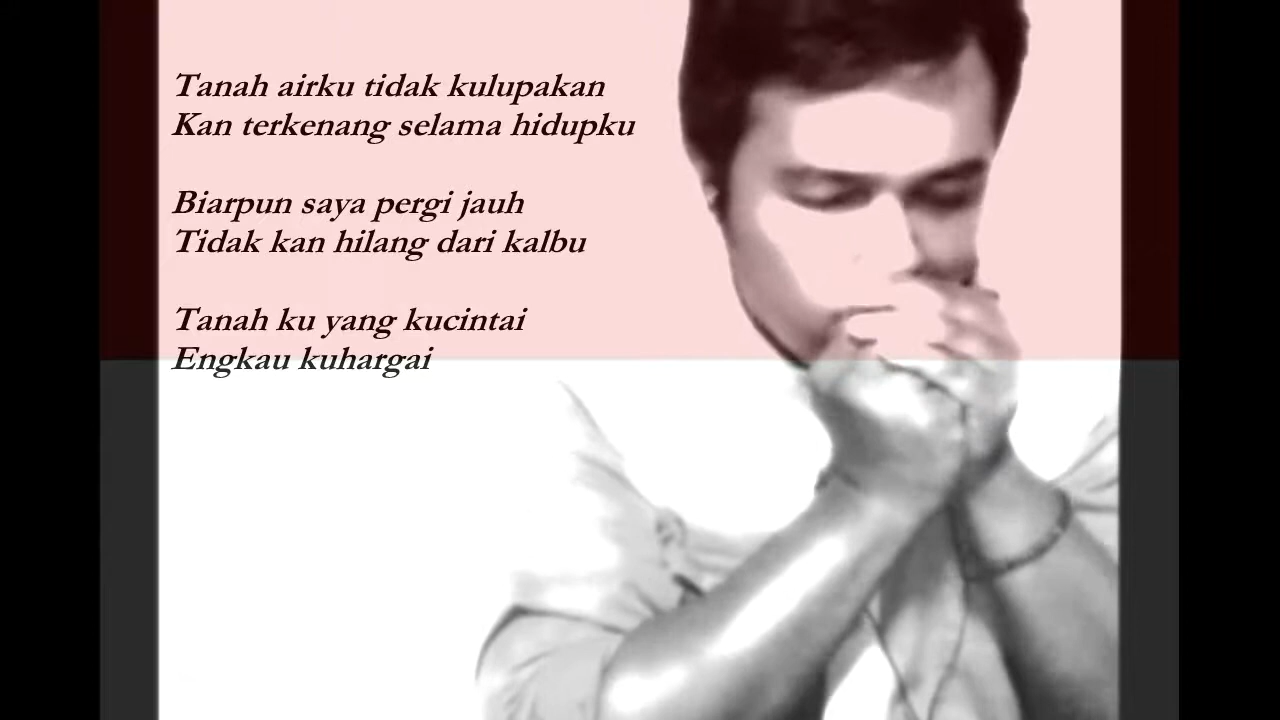 Tanah airku tidak kulupakan
Kan terkenang selama hidupku
Biarpun saya pergi jauh
Tidak kan hilang dari kalbu
Tanah ku yang kucintai
Engkau kuhargai